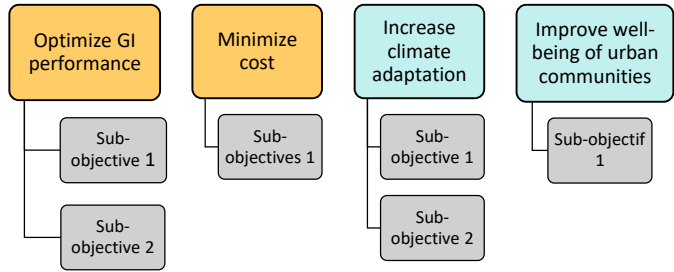 Optimize GI
performance
Minimize
cost
Increase
climate
adaptation
Improve well-
being of urban
communities
Sub-
objective 1
Sub-
objectives 1
Sub-
objective 1
Sub-objectif
1
Sub-
objective 2
Sub-
objective 2